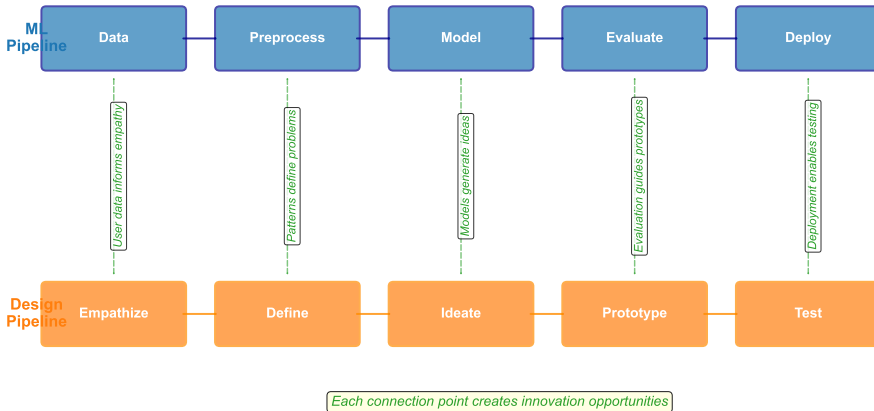 ML
Pipeline
Data
Preprocess
Model
Evaluate
Deploy
User data informs empathy
Patterns define problems
Models generate ideas
Evaluation guides prototypes
Deployment enables testing
Design
Pipeline
Empathize
Define
Ideate
Prototype
Test
Each connection point creates innovation opportunities